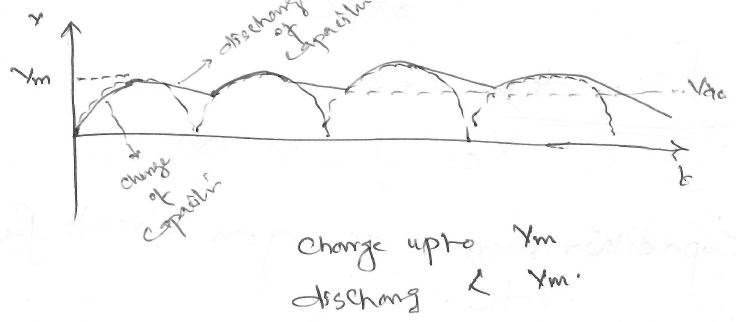 V
Vm
discharg
of
capacitor
Vdc
charge
of
capacitor
t
charge upto Vm
discharg < Vm.